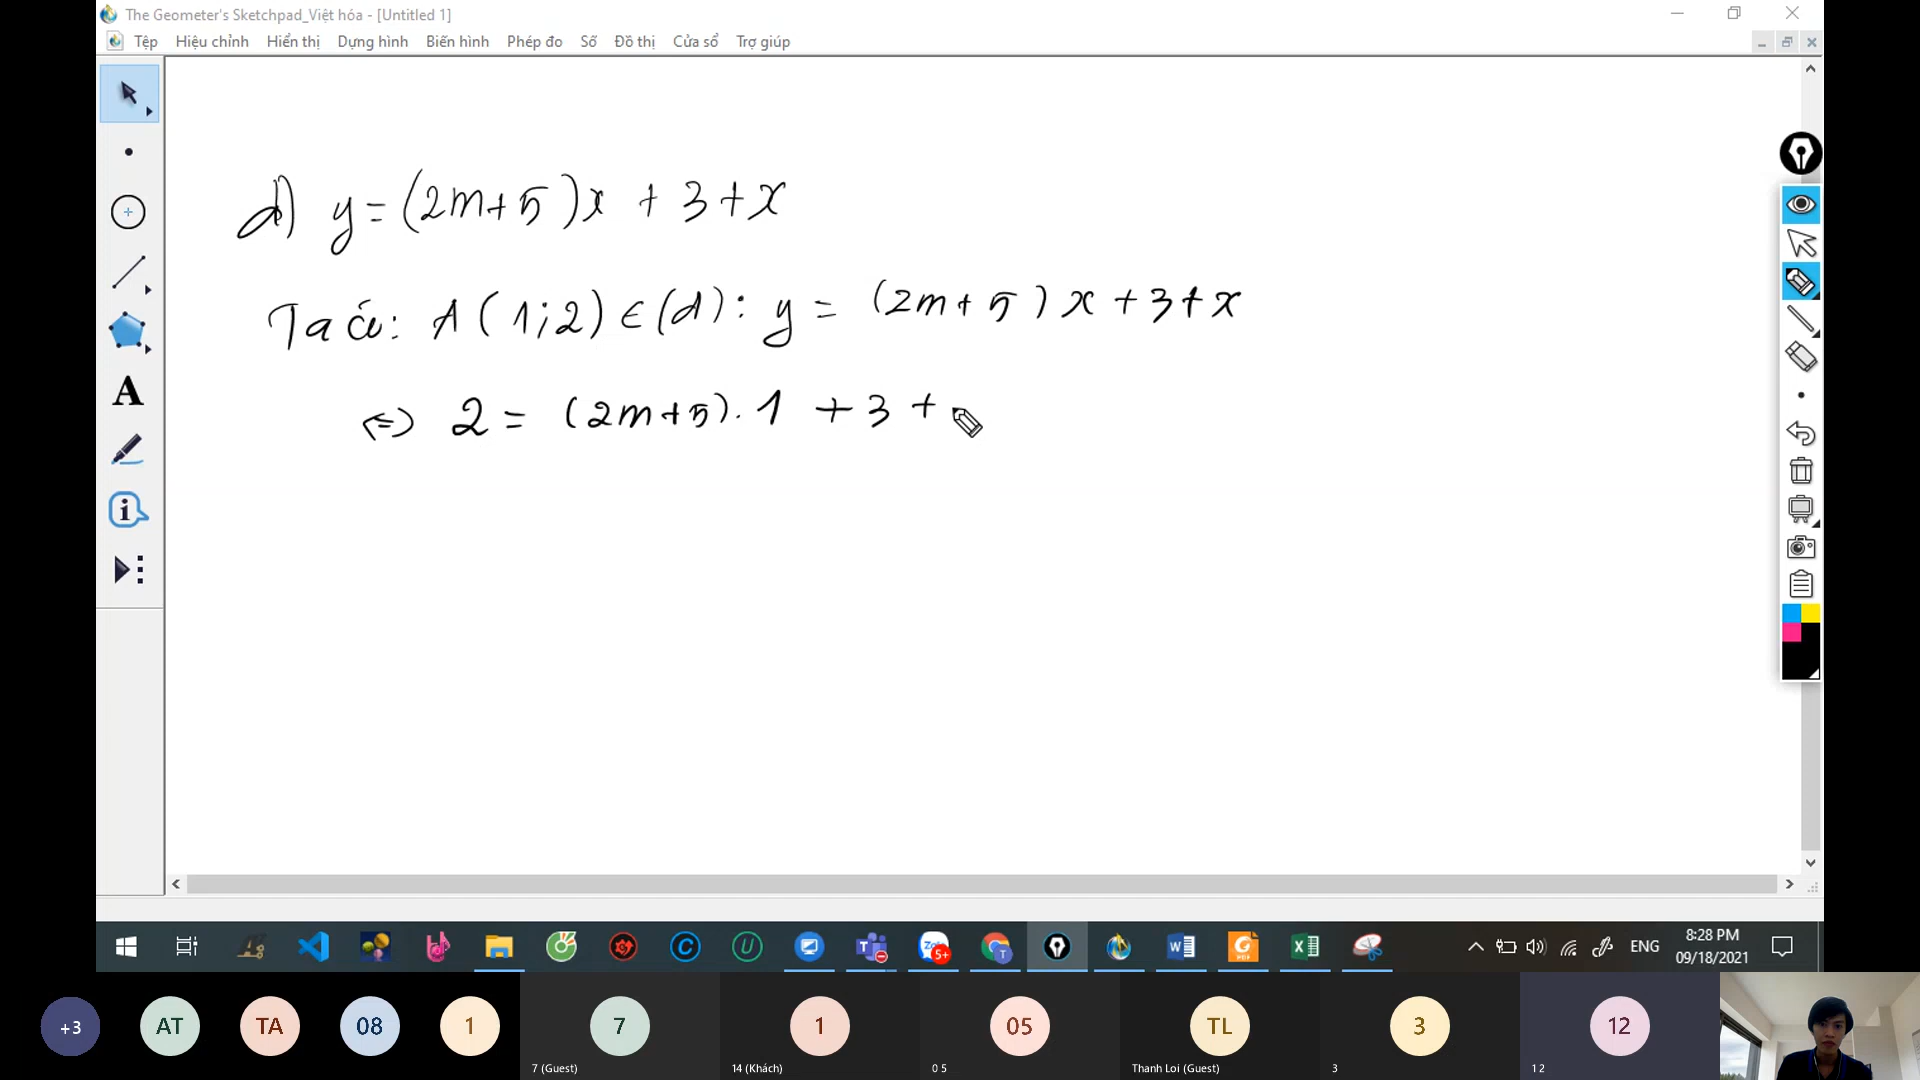 The Geometer's Sketchpad_Việt hóa - [Untitled 1]
Tệp Hiệu chỉnh Hiển thị Dựng hình Biến hình Phép đo Số Đồ thị Cửa sổ Trợ giúp
d) y = (2m+5)x + 3 + x
Ta có: A(1;2) ∈ (d): y = (2m+5)x + 3 + x
<=> 2 = (2m+5).1 + 3 +
A
ENG
8:28 PM
09/18/2021
+3 AT TA 08 1 7 1 05 TL 3 12
7 (Guest) 14 (Khách) 0 5 Thanh Loi (Guest) 3 1 2